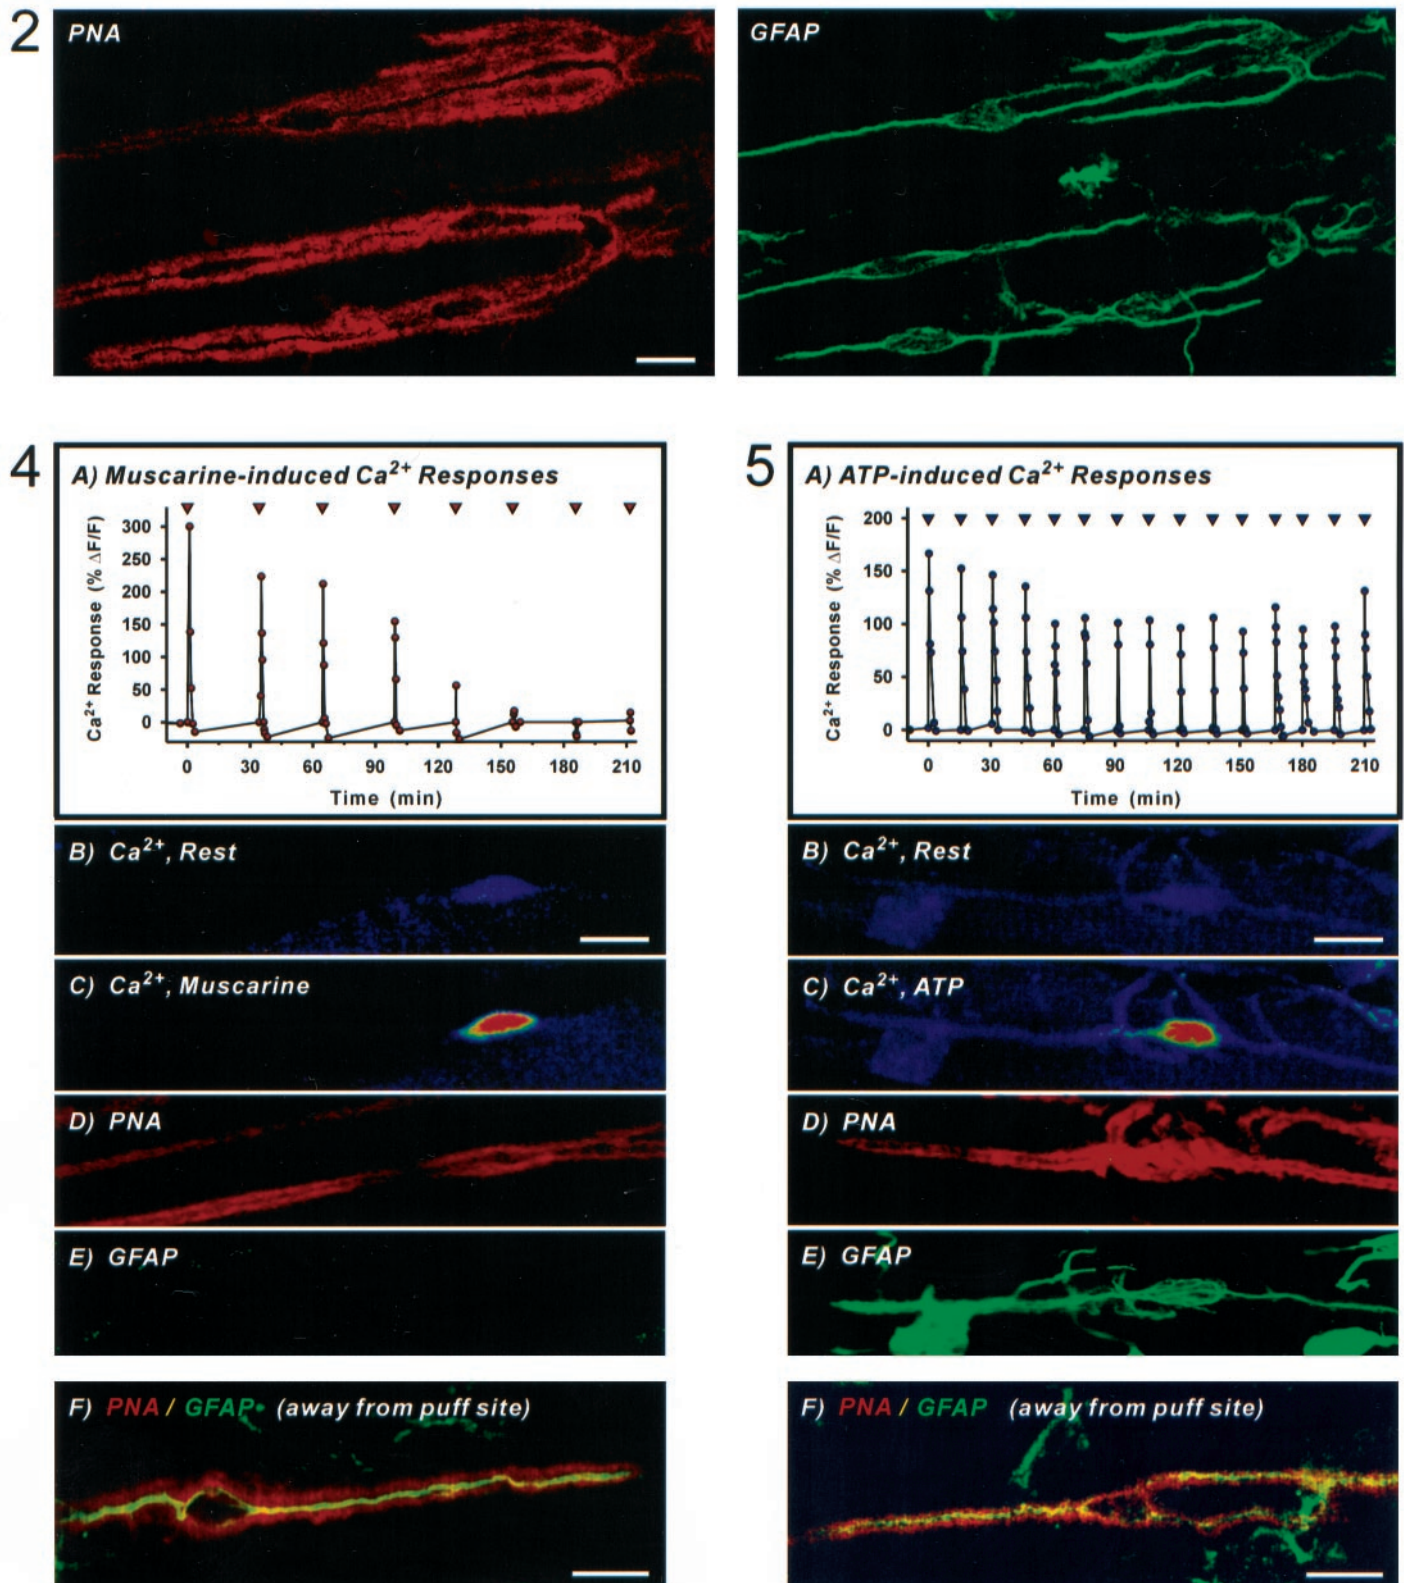 2
PNA
GFAP
4
A) Muscarine-induced Ca2+ Responses
Ca2+ Response (% ΔF/F)
300
250
200
150
100
50
0
0 30 60 90 120 150 180 210
Time (min)
B) Ca2+, Rest
C) Ca2+, Muscarine
D) PNA
E) GFAP
F) PNA / GFAP (away from puff site)
5
A) ATP-induced Ca2+ Responses
Ca2+ Response (% ΔF/F)
200
150
100
50
0
0 30 60 90 120 150 180 210
Time (min)
B) Ca2+, Rest
C) Ca2+, ATP
D) PNA
E) GFAP
F) PNA / GFAP (away from puff site)